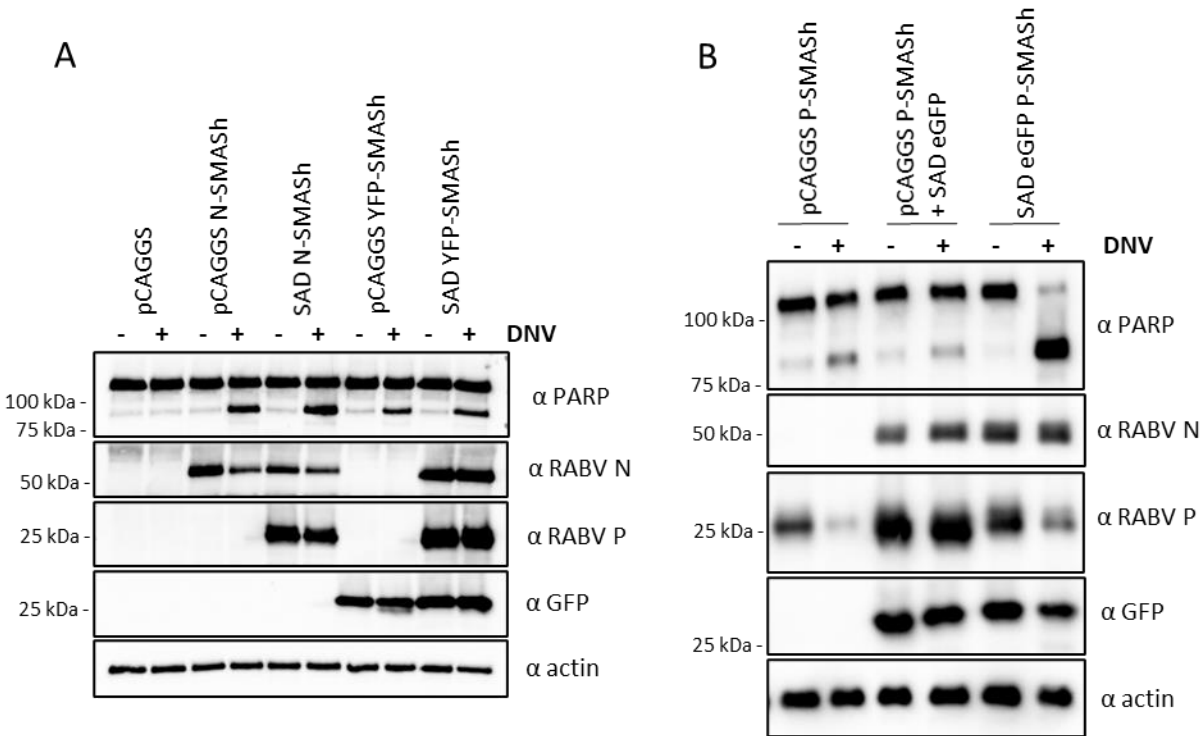 A
pCAGGS
pCAGGS N-SMASh
SAD N-SMASh
pCAGGS YFP-SMASh
SAD YFP-SMASh
- + - + - + - + - + DNV
100 kDa -
75 kDa -
α PARP
50 kDa -
α RABV N
25 kDa -
α RABV P
25 kDa -
α GFP
α actin
B
pCAGGS P-SMASh
pCAGGS P-SMASh
+ SAD eGFP
SAD eGFP P-SMASh
- + - + - + DNV
100 kDa -
75 kDa -
α PARP
50 kDa -
α RABV N
25 kDa -
α RABV P
25 kDa -
α GFP
α actin